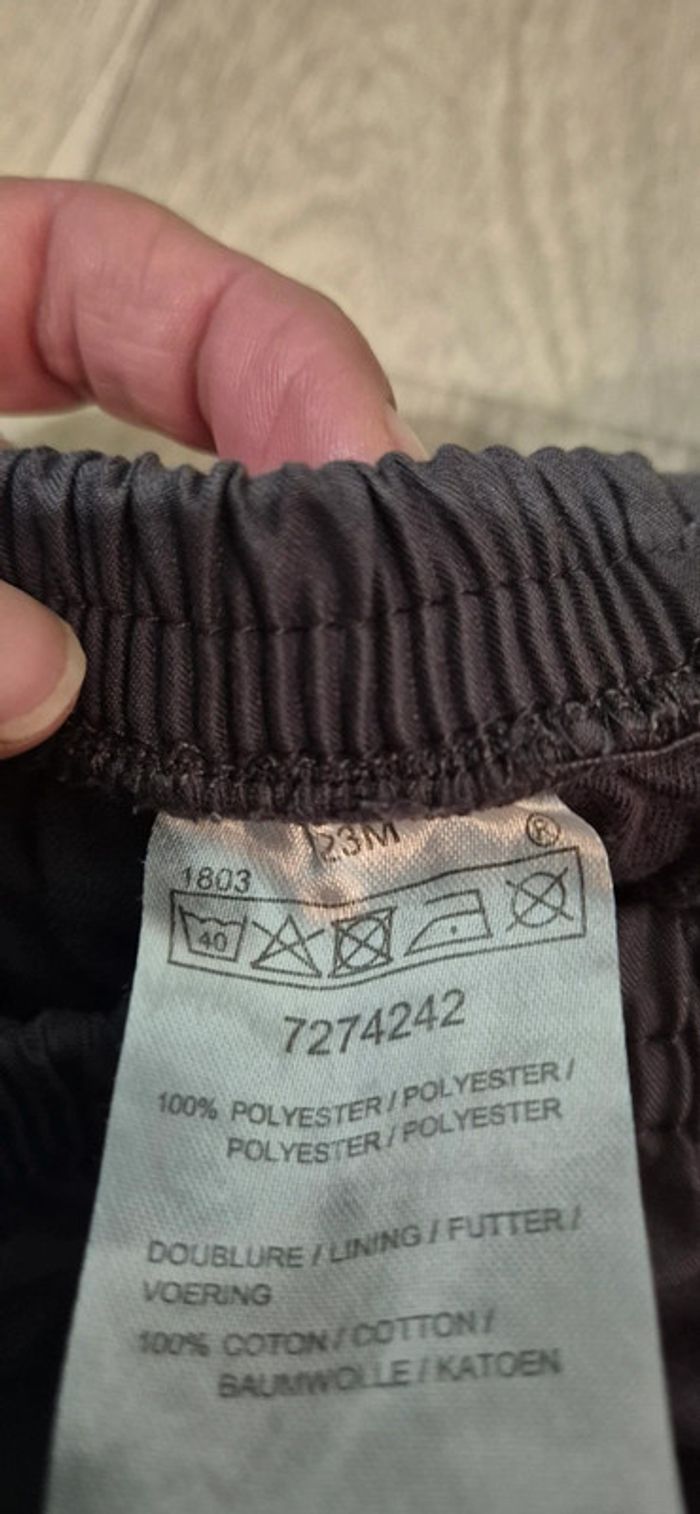 23M
®
1803
40
7274242
100% POLYESTER / POLYESTER /
POLYESTER / POLYESTER
DOUBLURE / LINING / FUTTER /
VOERING
100% COTON / COTTON /
BAUMWOLLE / KATOEN